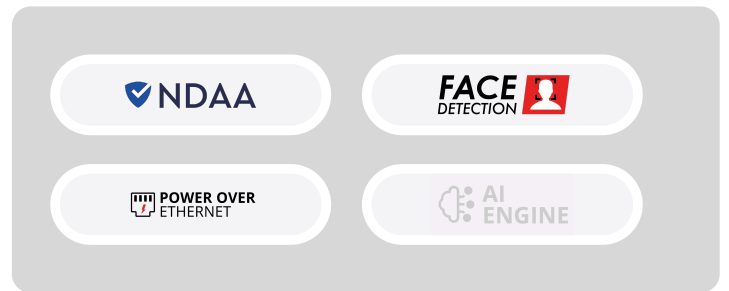 NDAA
FACE
DETECTION
POWER OVER
ETHERNET
AI
ENGINE